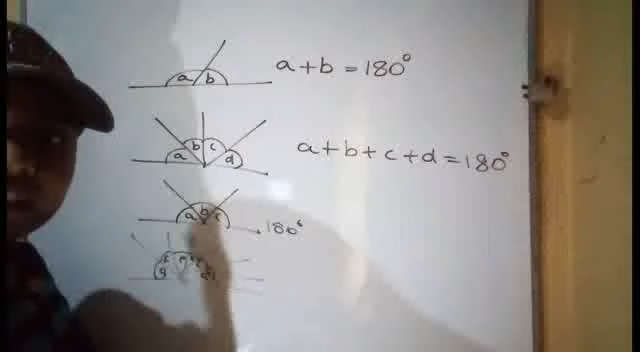 a b a + b = 180°
a b c d a + b + c + d = 180°
a b c 180°